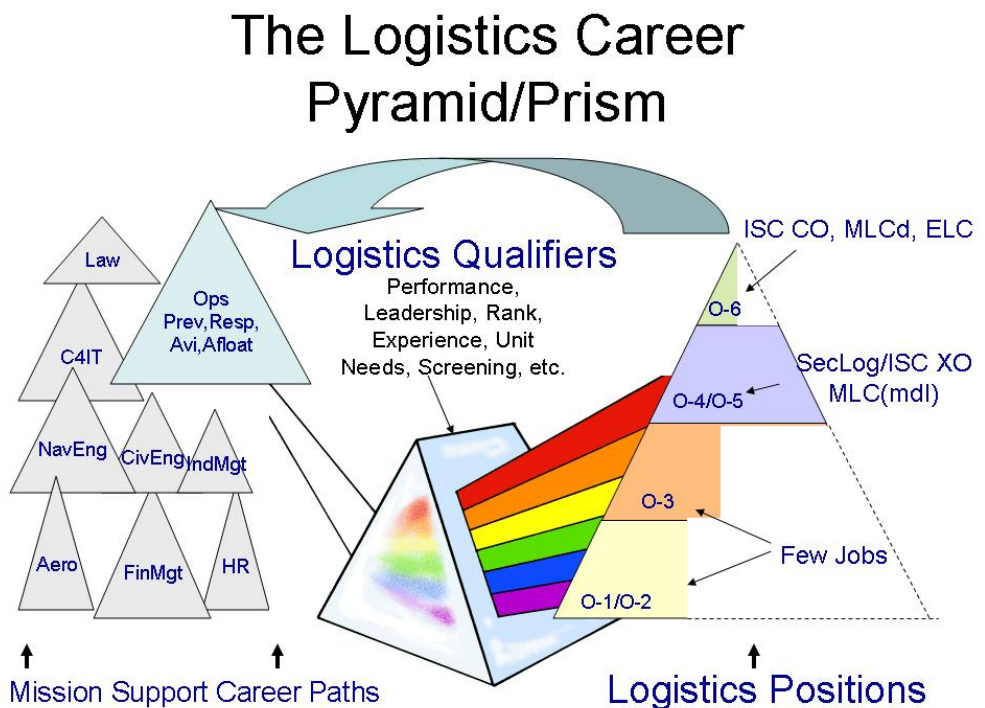 The Logistics Career
Pyramid/Prism
Law
C4IT
NavEng
CivEng
IndMgt
Aero
FinMgt
HR
Ops
Prev,Resp,
Avi,Afloat
Logistics Qualifiers
Performance,
Leadership, Rank,
Experience, Unit
Needs, Screening, etc.
ISC CO, MLCd, ELC
O-6
SecLog/ISC XO
MLC(mdl)
O-4/O-5
O-3
Few Jobs
O-1/O-2
Mission Support Career Paths
Logistics Positions